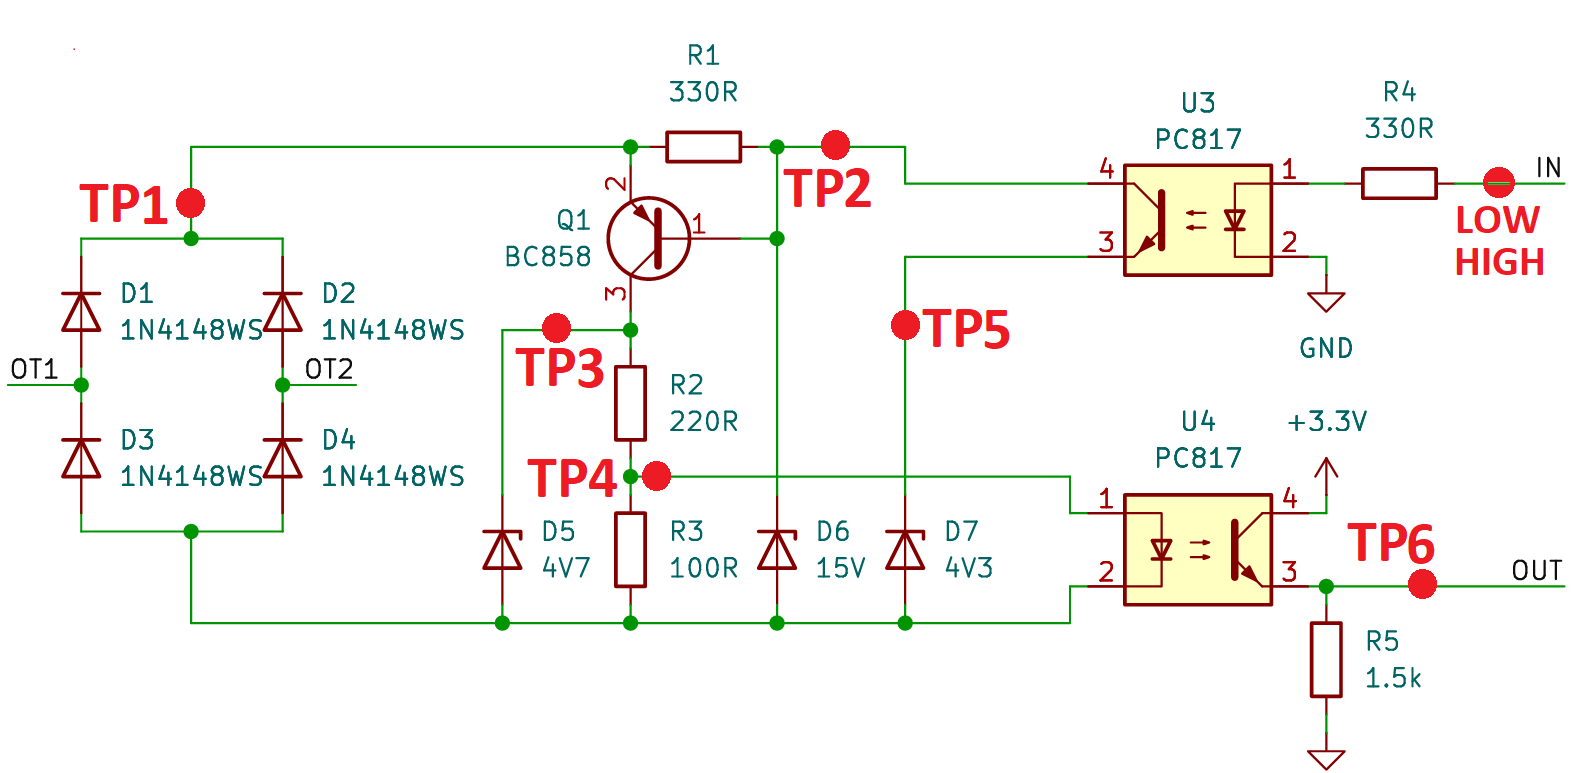 R1
330R
U3
PC817
R4
330R
4
1
IN
TP1
2
TP2
LOW
HIGH
Q1
BC858
1
3
2
3
GND
D1
1N4148WS
D2
1N4148WS
TP3
TP5
OT1
OT2
R2
220R
U4
PC817
+3.3V
D3
1N4148WS
D4
1N4148WS
TP4
1
4
D5
4V7
R3
100R
D6
15V
D7
4V3
2
3
TP6
OUT
R5
1.5k